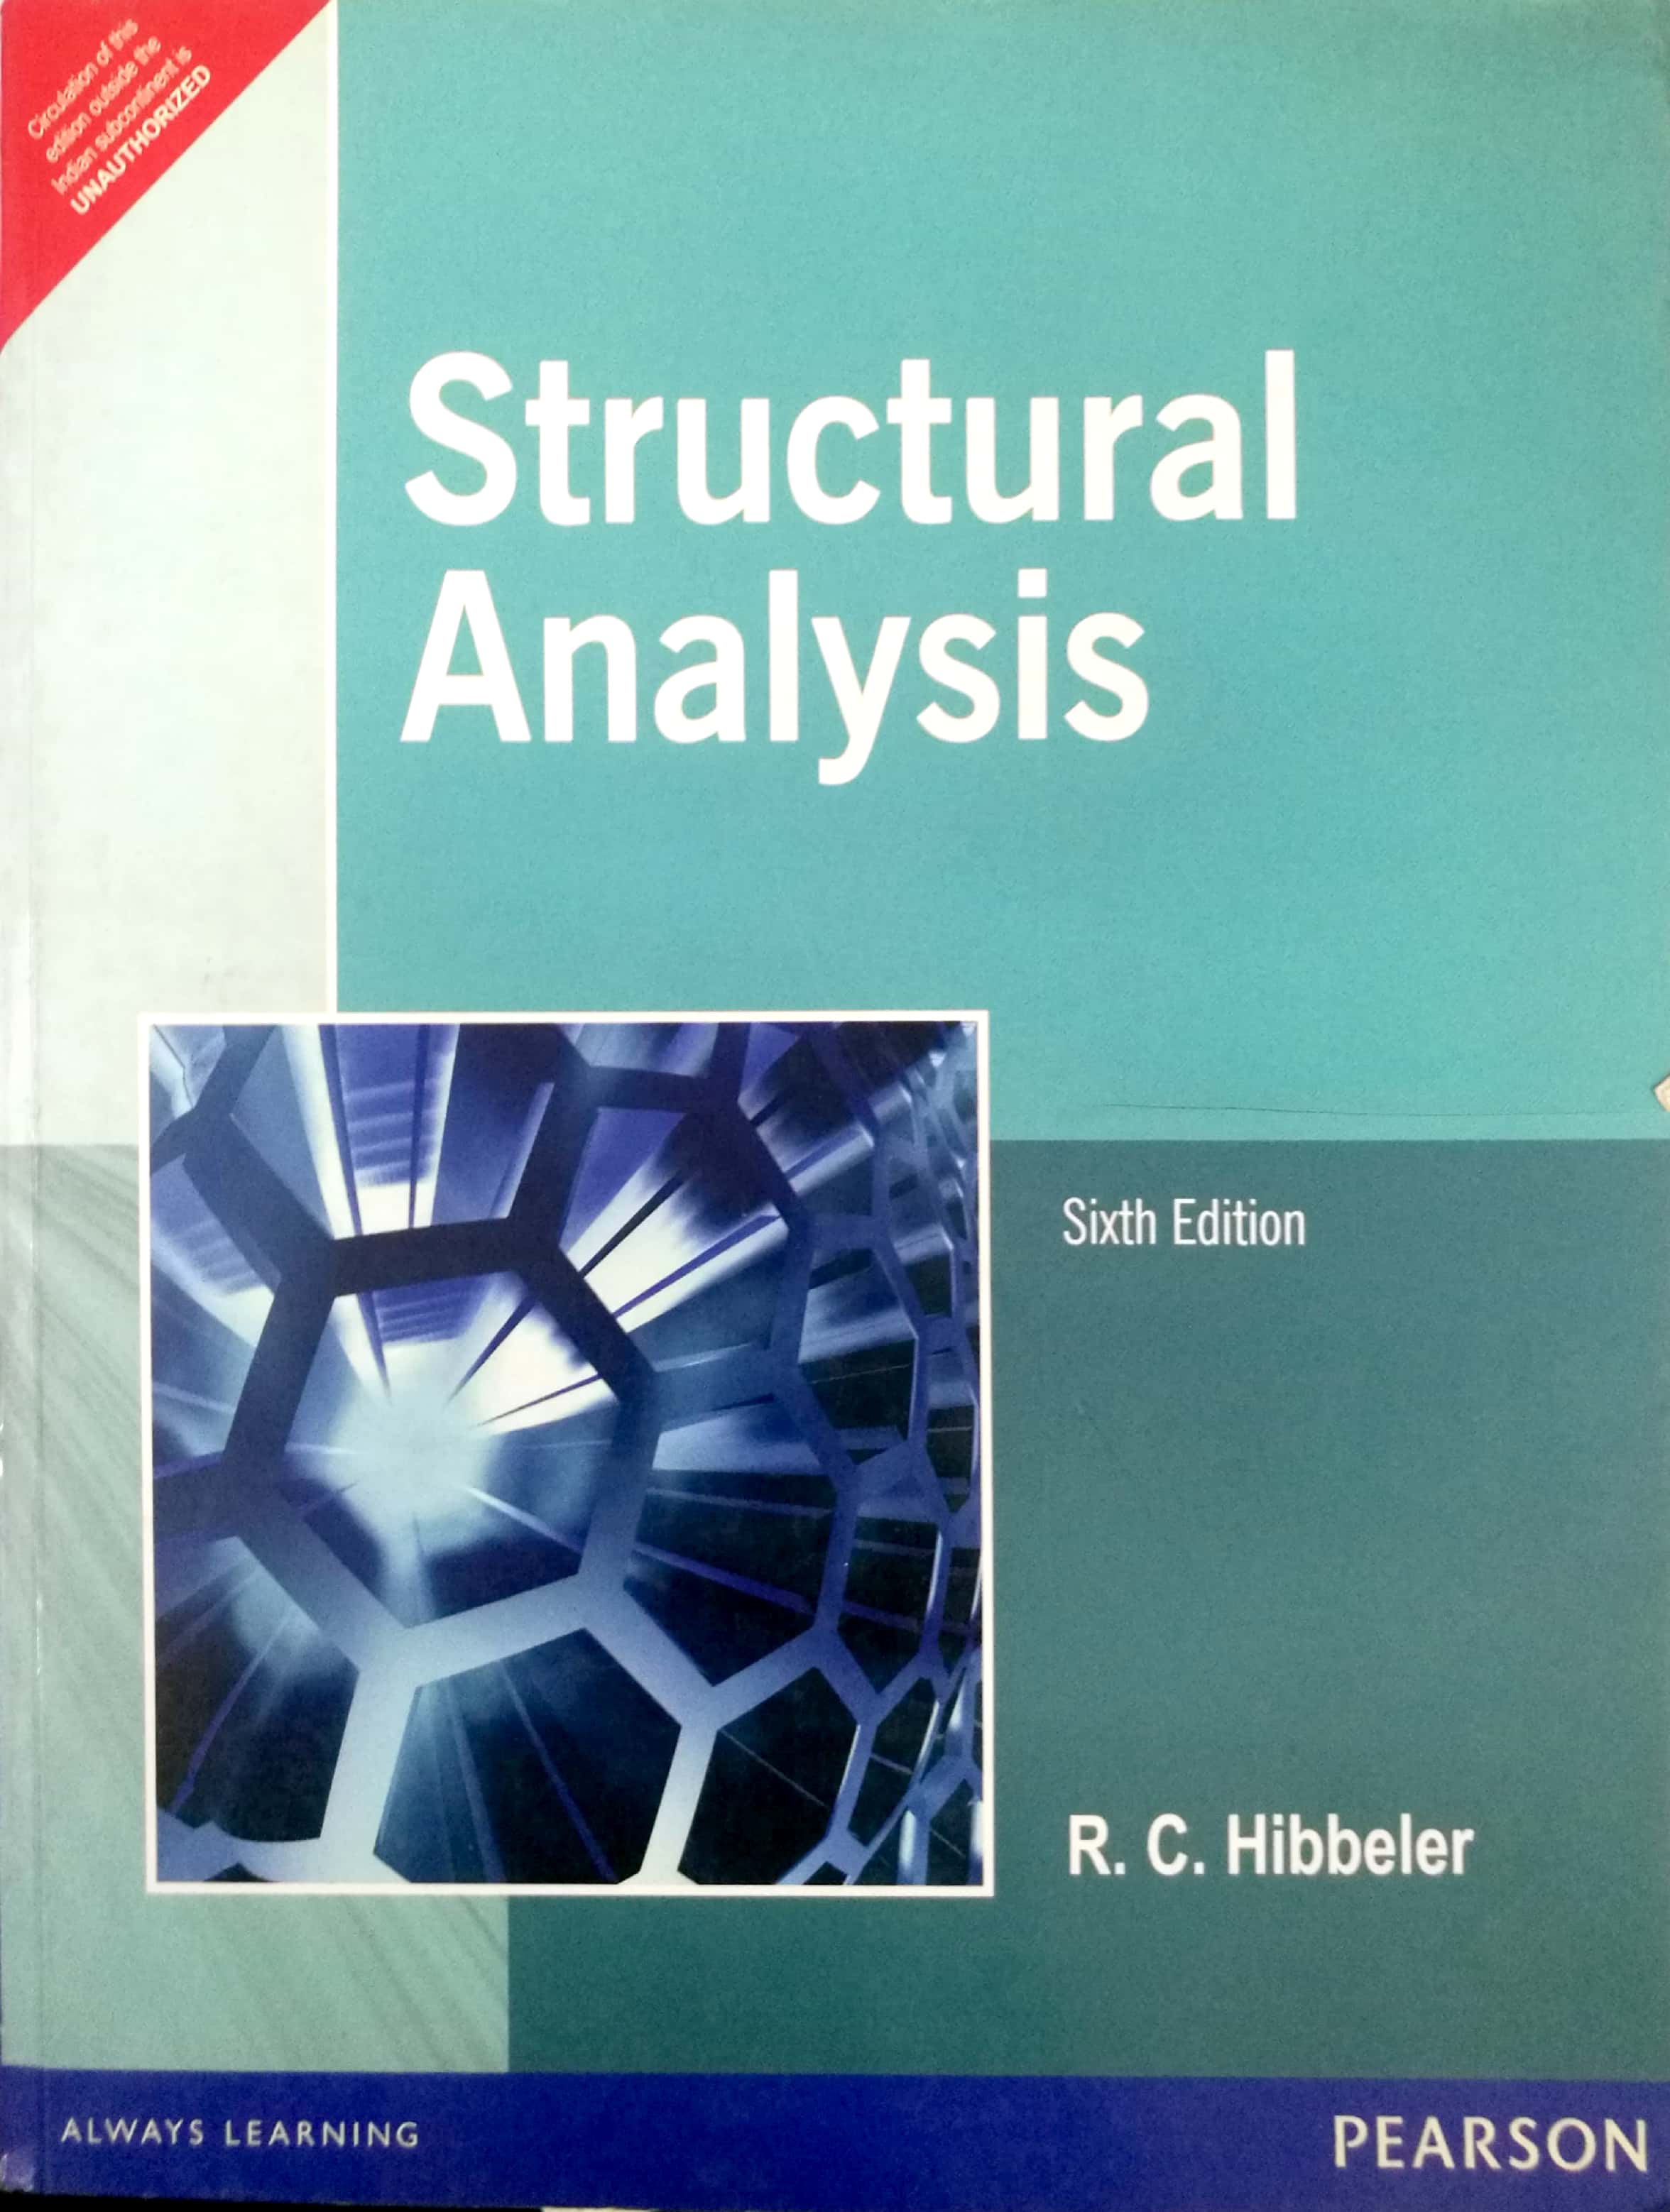 Circulation of this
edition outside the
Indian subcontinent is
UNAUTHORIZED
Structural
Analysis
Sixth Edition
R. C. Hibbeler
ALWAYS LEARNING
PEARSON